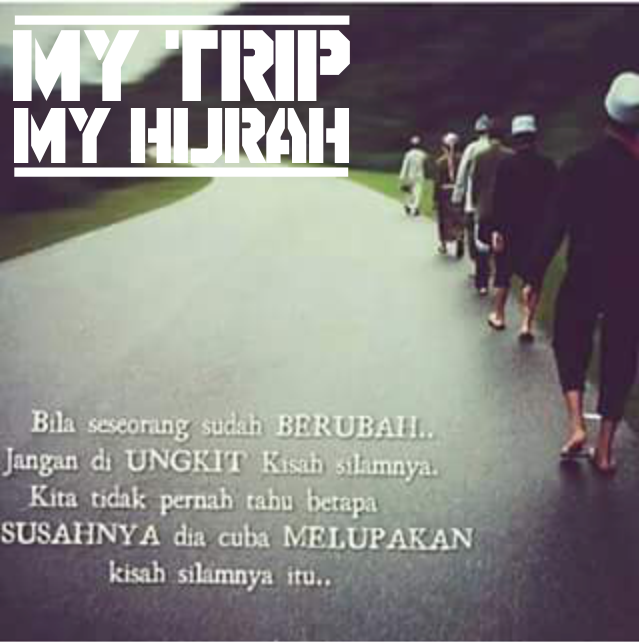 MY TRIP
MY HIJRAH
Bila seseorang sudah BERUBAH..
Jangan di UNGKIT Kisah silamnya.
Kita tidak pernah tahu betapa
SUSAHNYA dia cuba MELUPAKAN
kisah silamnya itu..